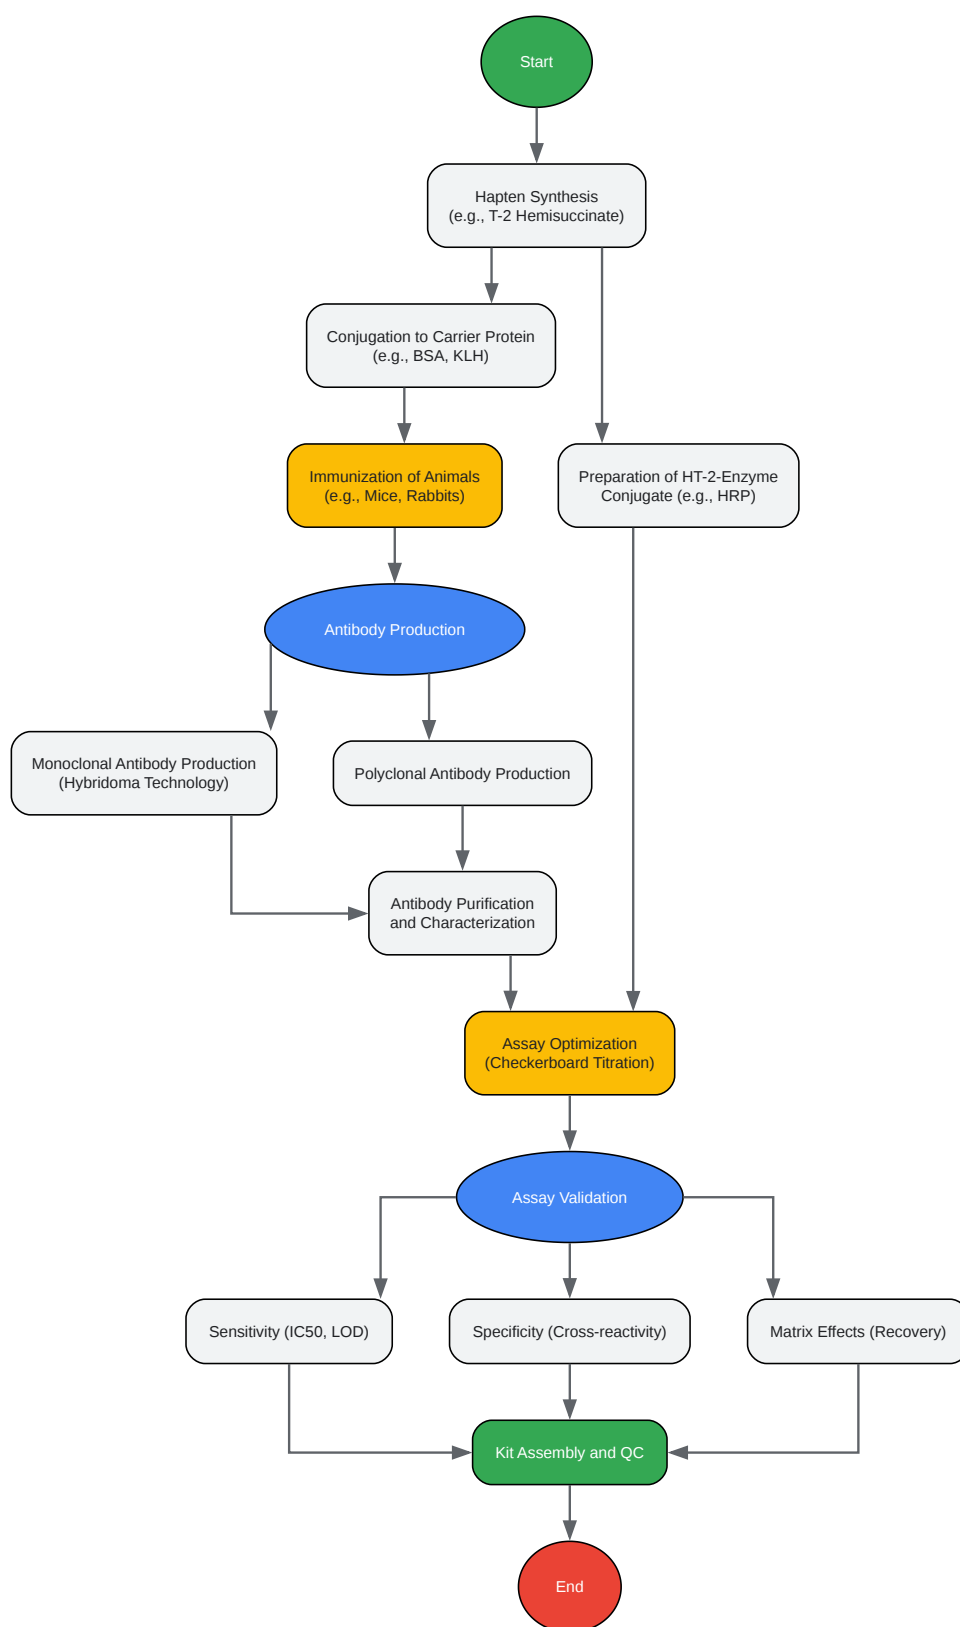 Start
Hapten Synthesis
(e.g., T-2 Hemisuccinate)
Conjugation to Carrier Protein
(e.g., BSA, KLH)
Immunization of Animals
(e.g., Mice, Rabbits)
Preparation of HT-2-Enzyme
Conjugate (e.g., HRP)
Antibody Production
Monoclonal Antibody Production
(Hybridoma Technology)
Polyclonal Antibody Production
Antibody Purification
and Characterization
Assay Optimization
(Checkerboard Titration)
Assay Validation
Sensitivity (IC50, LOD)
Specificity (Cross-reactivity)
Matrix Effects (Recovery)
Kit Assembly and QC
End